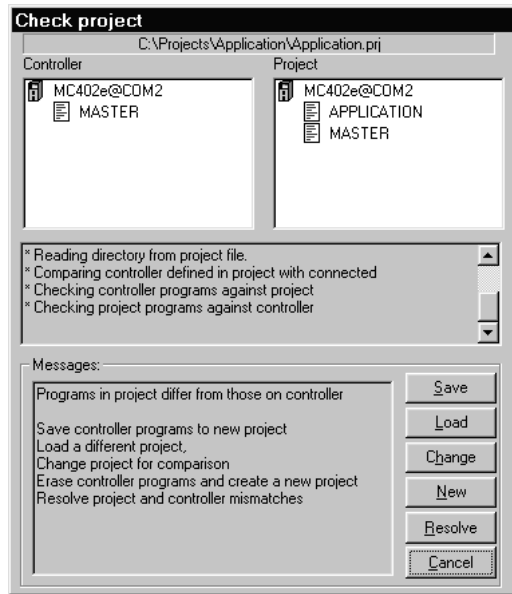 Check project
C:\Projects\Application\Application.prj
Controller
Project
MC402e@COM2
MASTER
MC402e@COM2
APPLICATION
MASTER
* Reading directory from project file.
* Comparing controller defined in project with connected
* Checking controller programs against project
* Checking project programs against controller
Messages:
Programs in project differ from those on controller
Save controller programs to new project
Load a different project,
Change project for comparison
Erase controller programs and create a new project
Resolve project and controller mismatches
Save
Load
Change
New
Resolve
Cancel